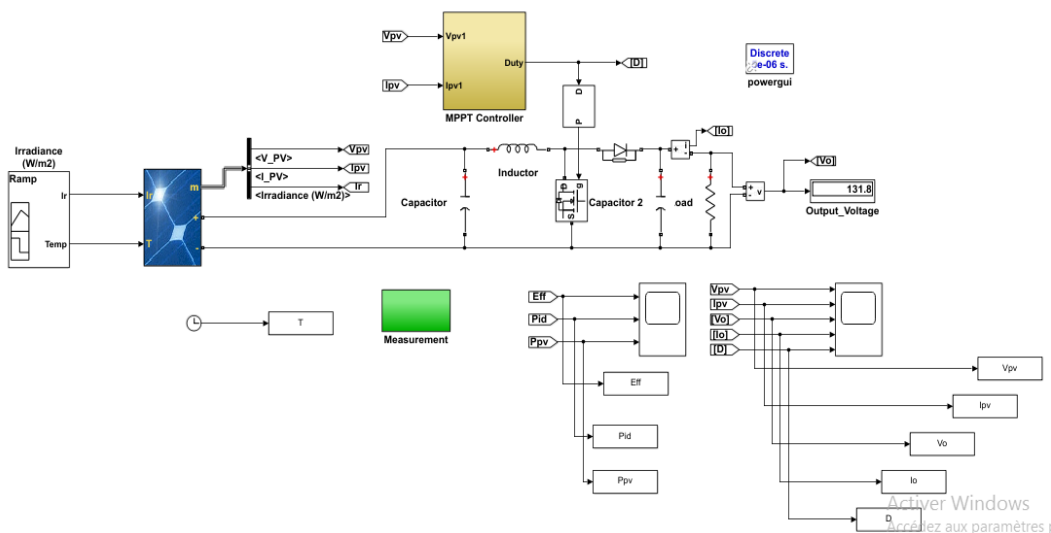 Vpv
Ipv
Vpv1
Ipv1
Duty
MPPT Controller
[D]
D
P
Discrete
5e-06 s.
powergui
Irradiance
(W/m2)
Ramp
Ir
Temp
Ir
T
m
+
-
<V_PV>
<I_PV>
<Irradiance (W/m2)>
Vpv
Ipv
Ir
Capacitor
Inductor
D
g
S
Capacitor 2
oad
+
i
-
[Io]
+
-
v
[Vo]
131.8
Output_Voltage
T
Measurement
Eff
Pid
Ppv
Eff
Pid
Ppv
Vpv
Ipv
[Vo]
[Io]
[D]
Vpv
Ipv
Vo
Io
D
Activer Windows
Accédez aux paramètres p